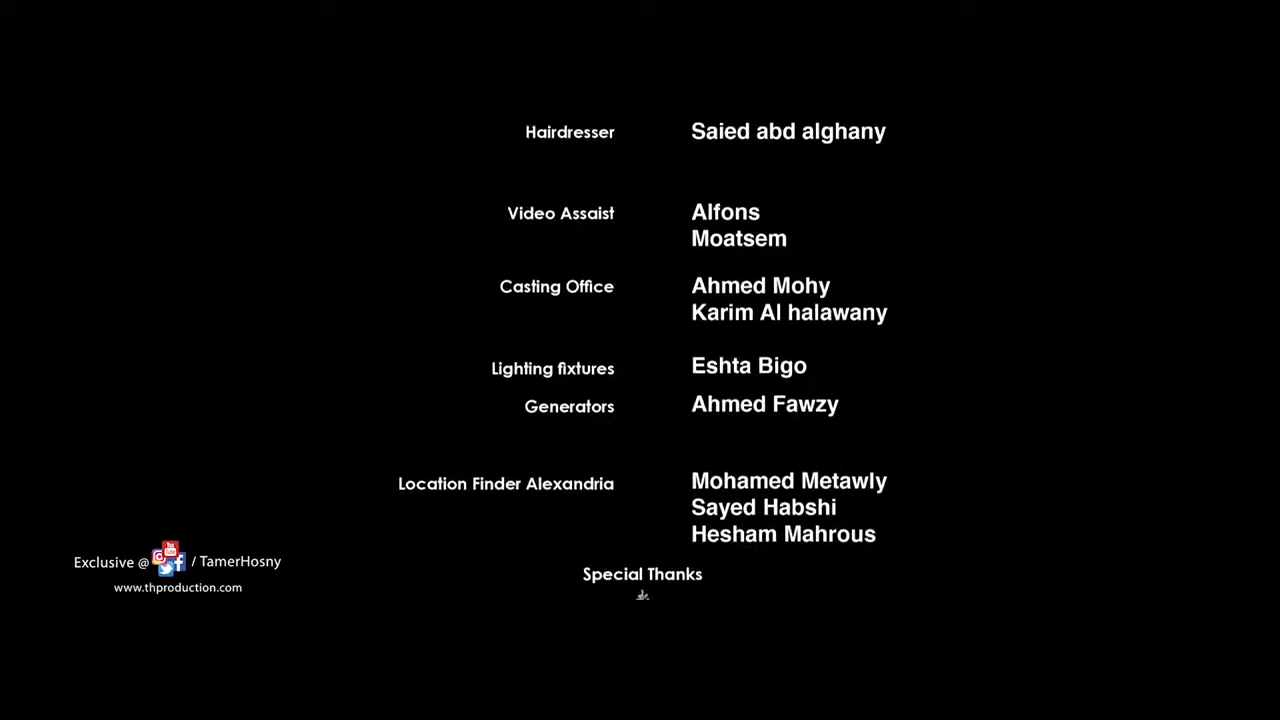 Hairdresser Saied abd alghany
Video Assaist Alfons
Moatsem
Casting Office Ahmed Mohy
Karim Al halawany
Lighting fixtures Eshta Bigo
Generators Ahmed Fawzy
Location Finder Alexandria Mohamed Metawly
Sayed Habshi
Hesham Mahrous
Exclusive @ / TamerHosny
www.thproduction.com
Special Thanks